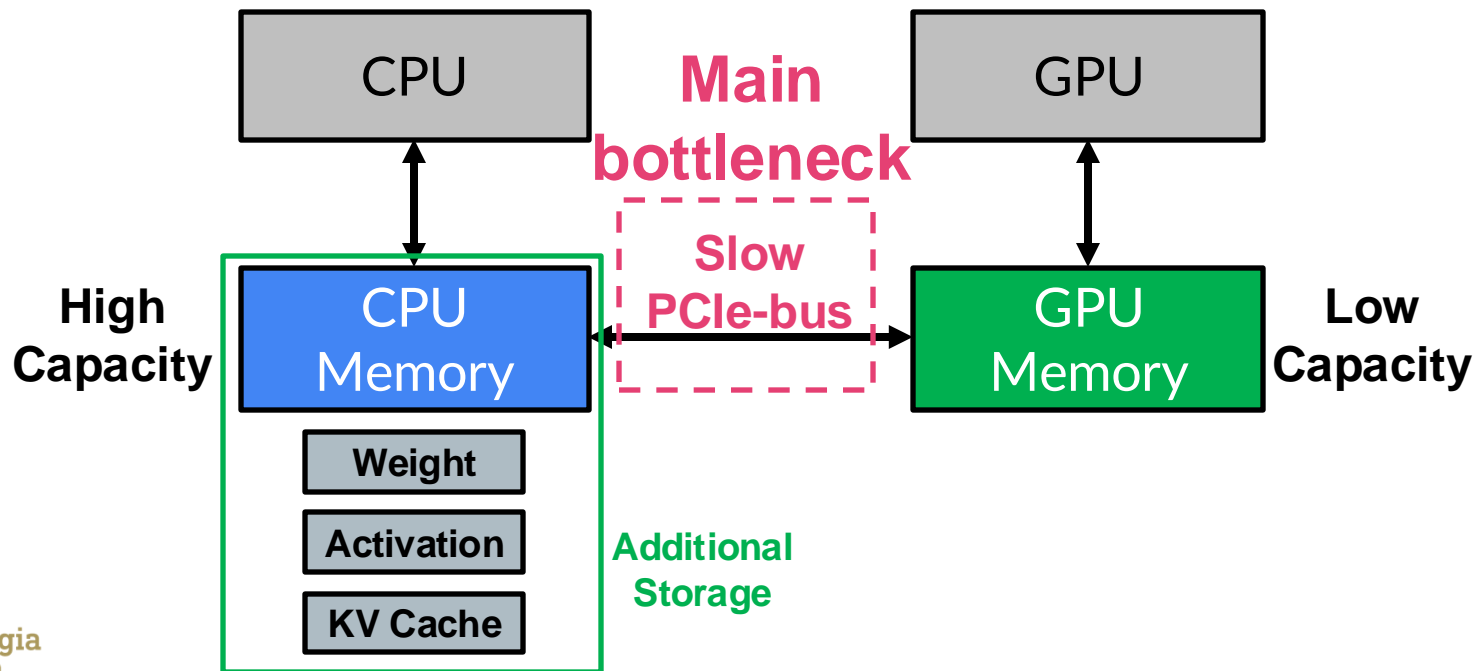 CPU
Main
bottleneck
GPU
High
Capacity
CPU
Memory
Slow
PCIe-bus
GPU
Memory
Low
Capacity
Weight
Activation
KV Cache
Additional
Storage